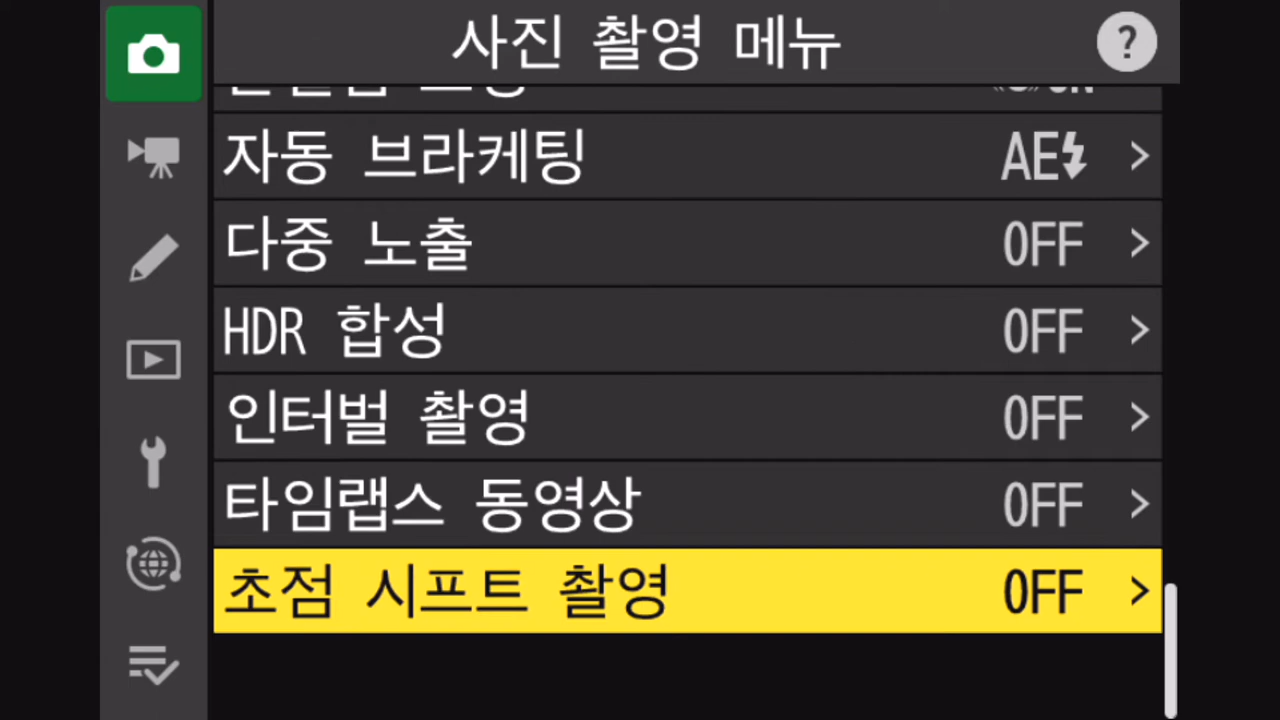 사진 촬영 메뉴 ?
자동 브라케팅 AE >
다중 노출 OFF >
HDR 합성 OFF >
인터벌 촬영 OFF >
타임랩스 동영상 OFF >
초점 시프트 촬영 OFF >